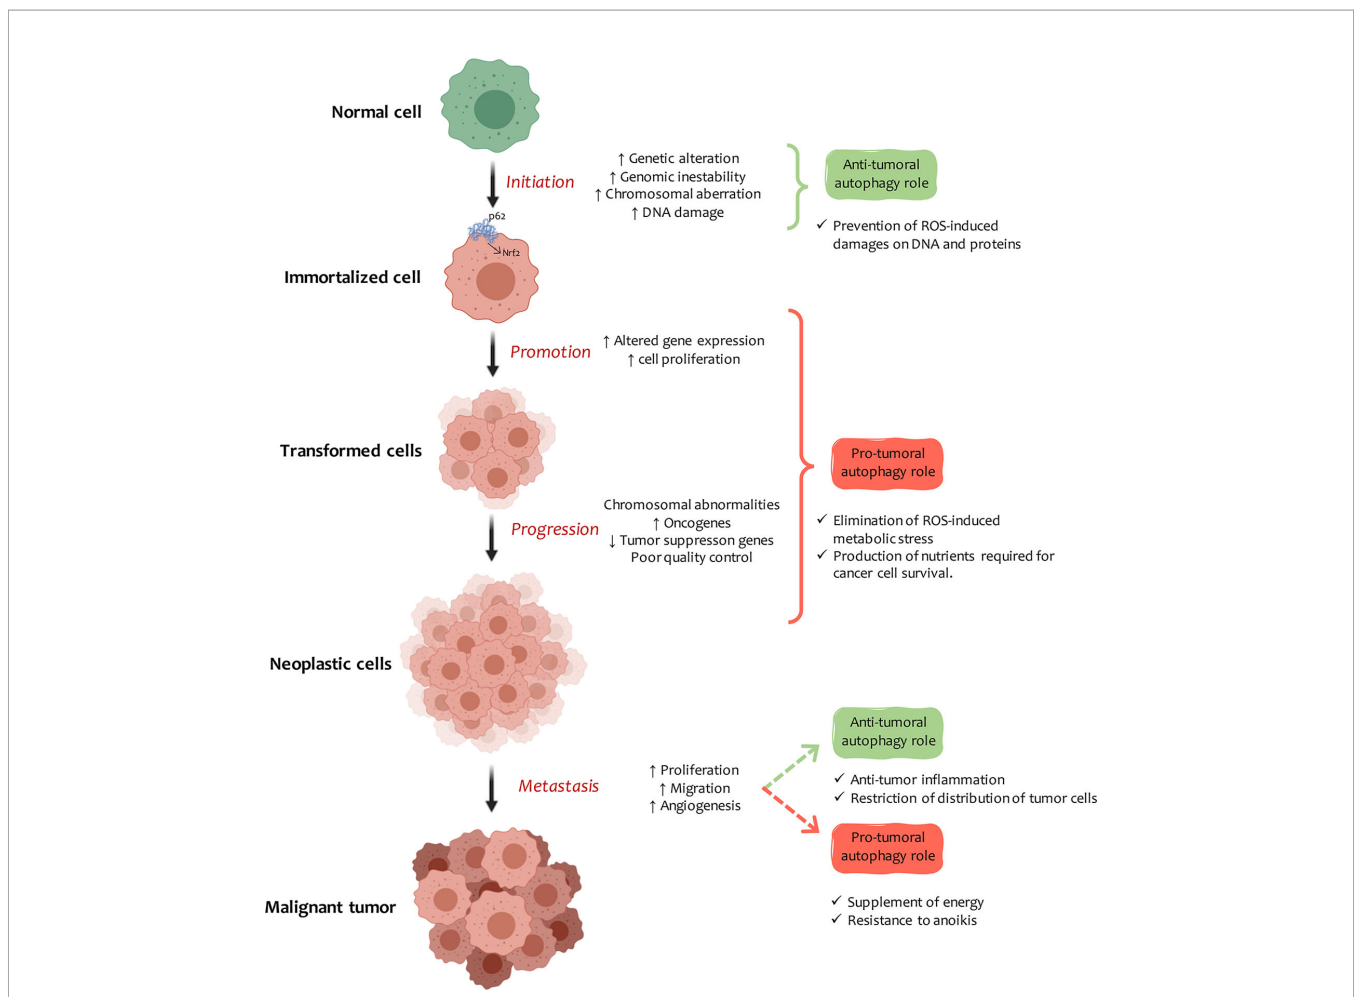 Normal cell
Initiation
↑ Genetic alteration
↑ Genomic inestability
↑ Chromosomal aberration
↑ DNA damage
Anti-tumoral
autophagy role
✓ Prevention of ROS-induced
damages on DNA and proteins
p62
Nrf2
Immortalized cell
Promotion
↑ Altered gene expression
↑ cell proliferation
Transformed cells
Progression
Chromosomal abnormalities
↑ Oncogenes
↓ Tumor suppresson genes
Poor quality control
Pro-tumoral
autophagy role
✓ Elimination of ROS-induced
metabolic stress
✓ Production of nutrients required for
cancer cell survival.
Neoplastic cells
Metastasis
↑ Proliferation
↑ Migration
↑ Angiogenesis
Anti-tumoral
autophagy role
✓ Anti-tumor inflammation
✓ Restriction of distribution of tumor cells
Pro-tumoral
autophagy role
✓ Supplement of energy
✓ Resistance to anoikis
Malignant tumor